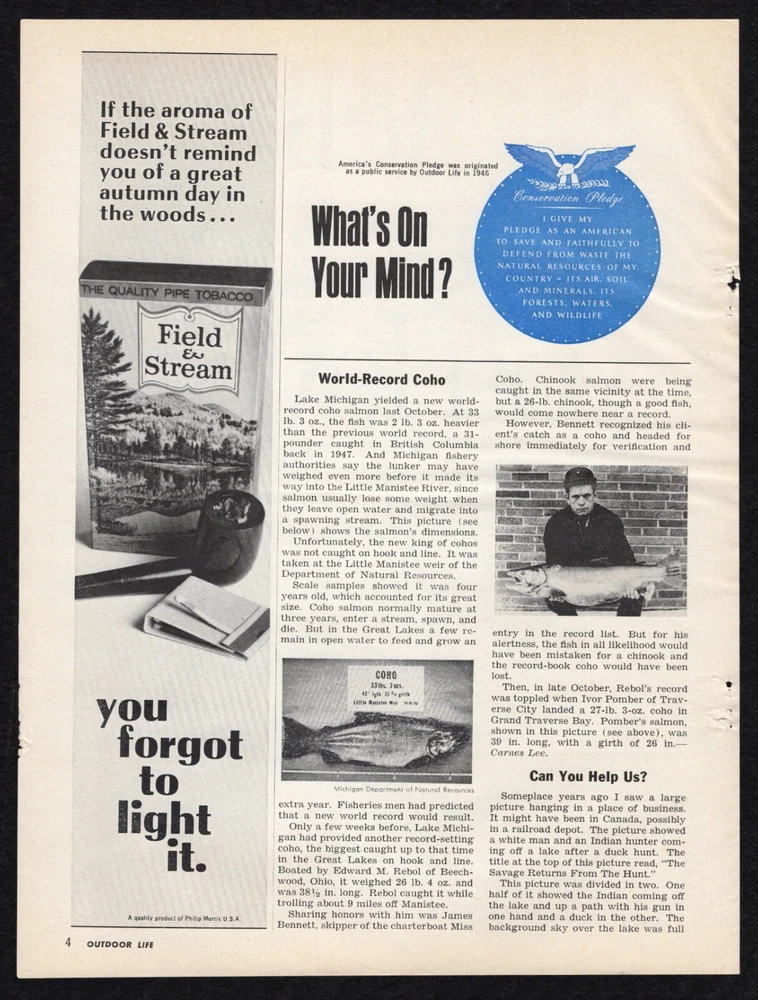 If the aroma of
Field & Stream
doesn't remind
you of a great
autumn day in
the woods...
THE QUALITY PIPE TOBACCO
Field
&
Stream
you
forgot
to
light
it.
A quality product of Philip Morris U.S.A.
America's Conservation Pledge was originated
as a public service by Outdoor Life in 1946
What's On
Your Mind?
Conservation Pledge
I GIVE MY
PLEDGE AS AN AMERICAN
TO SAVE AND FAITHFULLY TO
DEFEND FROM WASTE THE
NATURAL RESOURCES OF MY
COUNTRY – ITS AIR, SOIL
AND MINERALS, ITS
FORESTS, WATERS,
AND WILDLIFE
World-Record Coho
Lake Michigan yielded a new world-
record coho salmon last October. At 33
lb. 3 oz., the fish was 2 lb. 3 oz. heavier
than the previous world record, a 31-
pounder caught in British Columbia
back in 1947. And Michigan fishery
authorities say the lunker may have
weighed even more before it made its
way into the Little Manistee River, since
salmon usually lose some weight when
they leave open water and migrate into
a spawning stream. This picture (see
below) shows the salmon's dimensions.
Unfortunately, the new king of cohos
was not caught on hook and line. It was
taken at the Little Manistee weir of the
Department of Natural Resources.
Scale samples showed it was four
years old, which accounted for its great
size. Coho salmon normally mature at
three years, enter a stream, spawn, and
die. But in the Great Lakes a few re-
main in open water to feed and grow an
COHO
33 lbs. 3 ozs.
Little Manistee Weir
Michigan Department of Natural Resources
extra year. Fisheries men had predicted
that a new world record would result.
Only a few weeks before, Lake Michi-
gan had provided another record-setting
coho, the biggest caught up to that time
in the Great Lakes on hook and line.
Boated by Edward M. Rebol of Beech-
wood, Ohio, it weighed 26 lb. 4 oz. and
was 38½ in. long. Rebol caught it while
trolling about 9 miles off Manistee.
Sharing honors with him was James
Bennett, skipper of the charterboat Miss
Coho. Chinook salmon were being
caught in the same vicinity at the time,
but a 26-lb. chinook, though a good fish,
would come nowhere near a record.
However, Bennett recognized his cli-
ent's catch as a coho and headed for
shore immediately for verification and
entry in the record list. But for his
alertness, the fish in all likelihood would
have been mistaken for a chinook and
the record-book coho would have been
lost.
Then, in late October, Rebol's record
was toppled when Ivor Pomber of Trav-
erse City landed a 27-lb. 3-oz. coho in
Grand Traverse Bay. Pomber's salmon,
shown in this picture (see above), was
39 in. long, with a girth of 26 in.—
Carnes Lee.
Can You Help Us?
Someplace years ago I saw a large
picture hanging in a place of business.
It might have been in Canada, possibly
in a railroad depot. The picture showed
a white man and an Indian hunter com-
ing off a lake after a duck hunt. The
title at the top of this picture read, "The
Savage Returns From The Hunt."
This picture was divided in two. One
half of it showed the Indian coming off
the lake and up a path with his gun in
one hand and a duck in the other. The
background sky over the lake was full
4 OUTDOOR LIFE